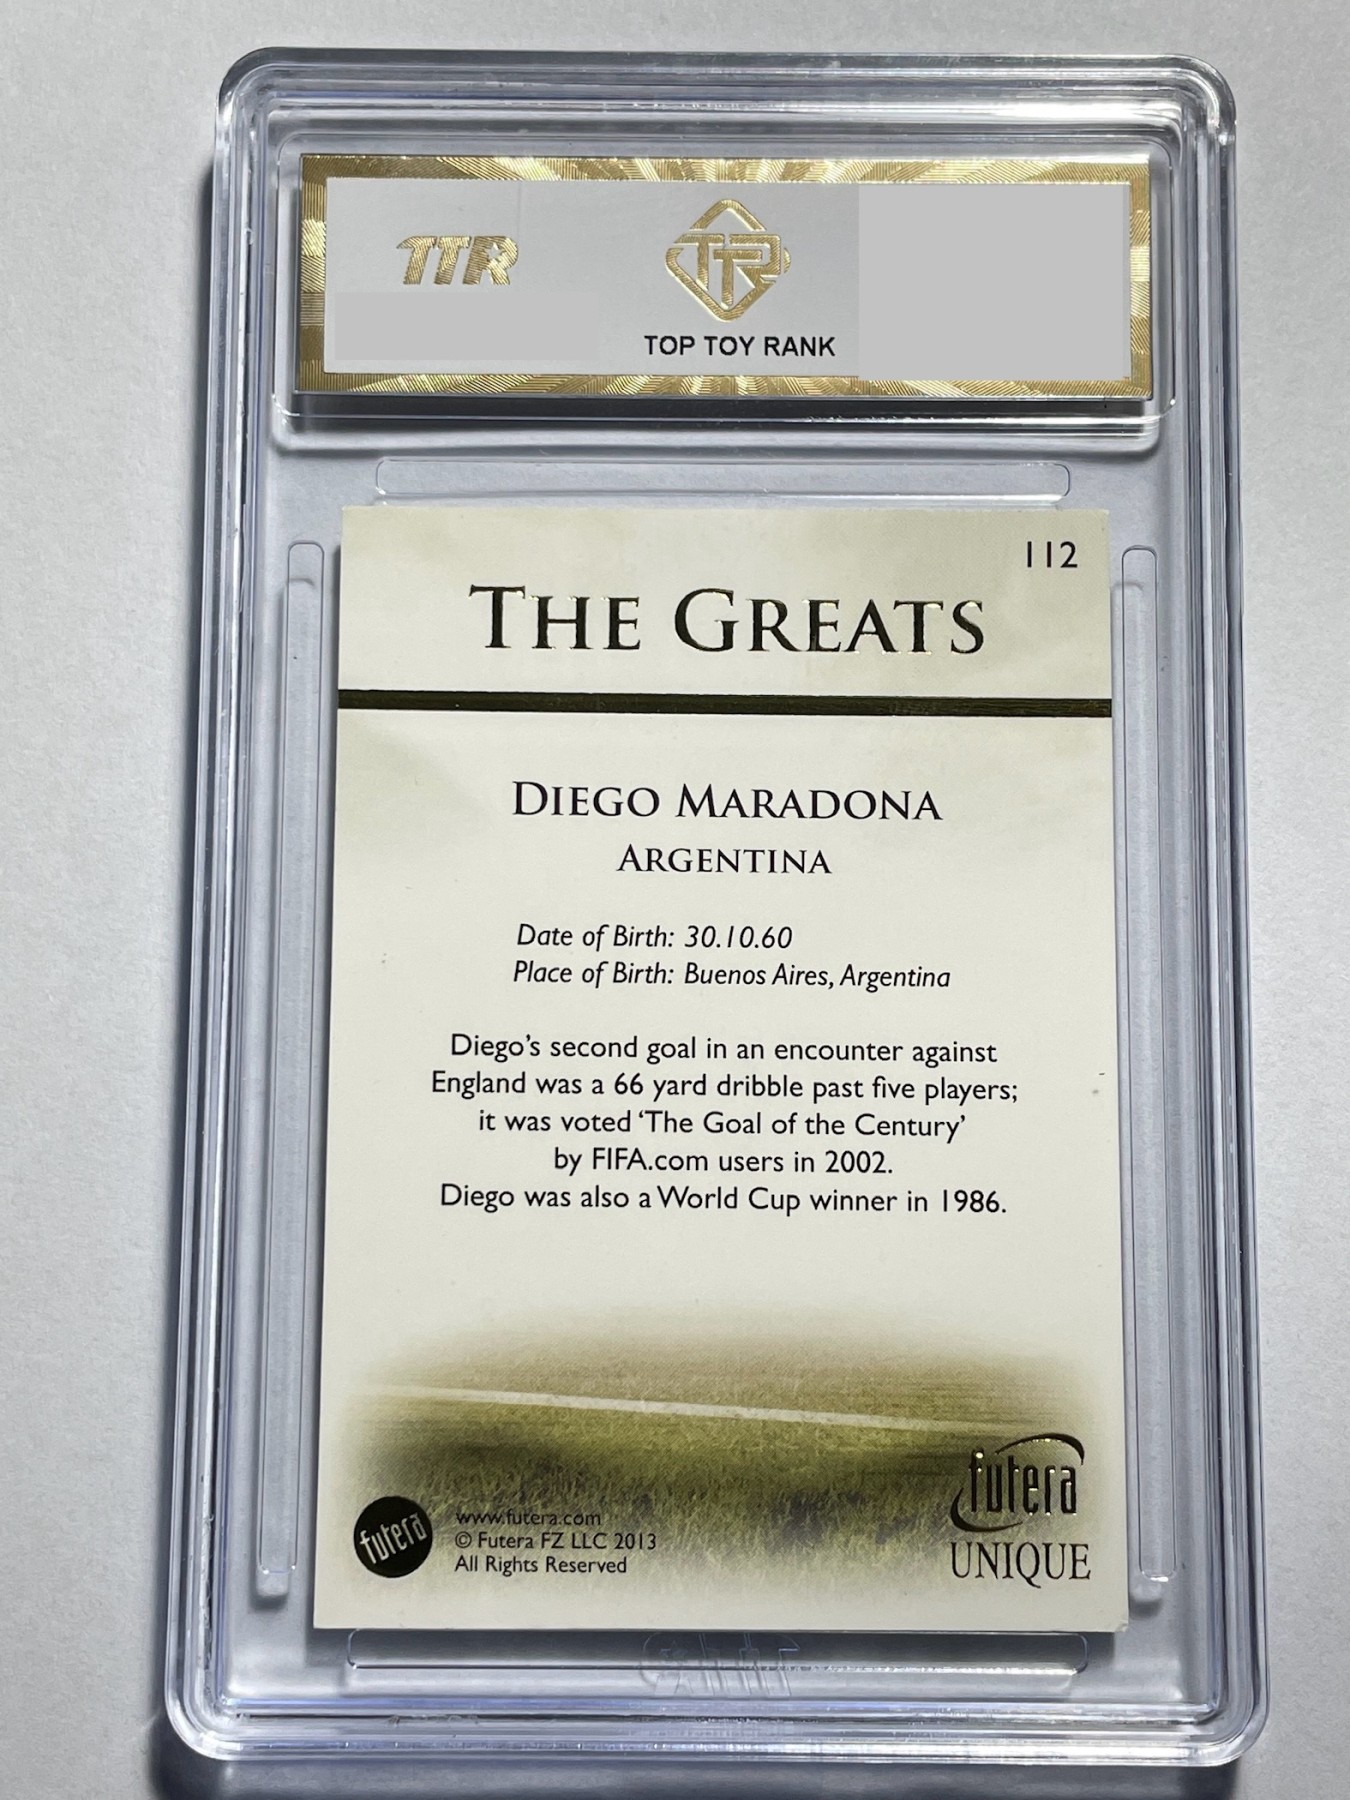 TTR
TTR
TOP TOY RANK
112
THE GREATS
DIEGO MARADONA
ARGENTINA
Date of Birth: 30.10.60
Place of Birth: Buenos Aires, Argentina
Diego's second goal in an encounter against
England was a 66 yard dribble past five players;
it was voted 'The Goal of the Century'
by FIFA.com users in 2002.
Diego was also a World Cup winner in 1986.
futera
www.futera.com
© Futera FZ LLC 2013
All Rights Reserved
futera
UNIQUE